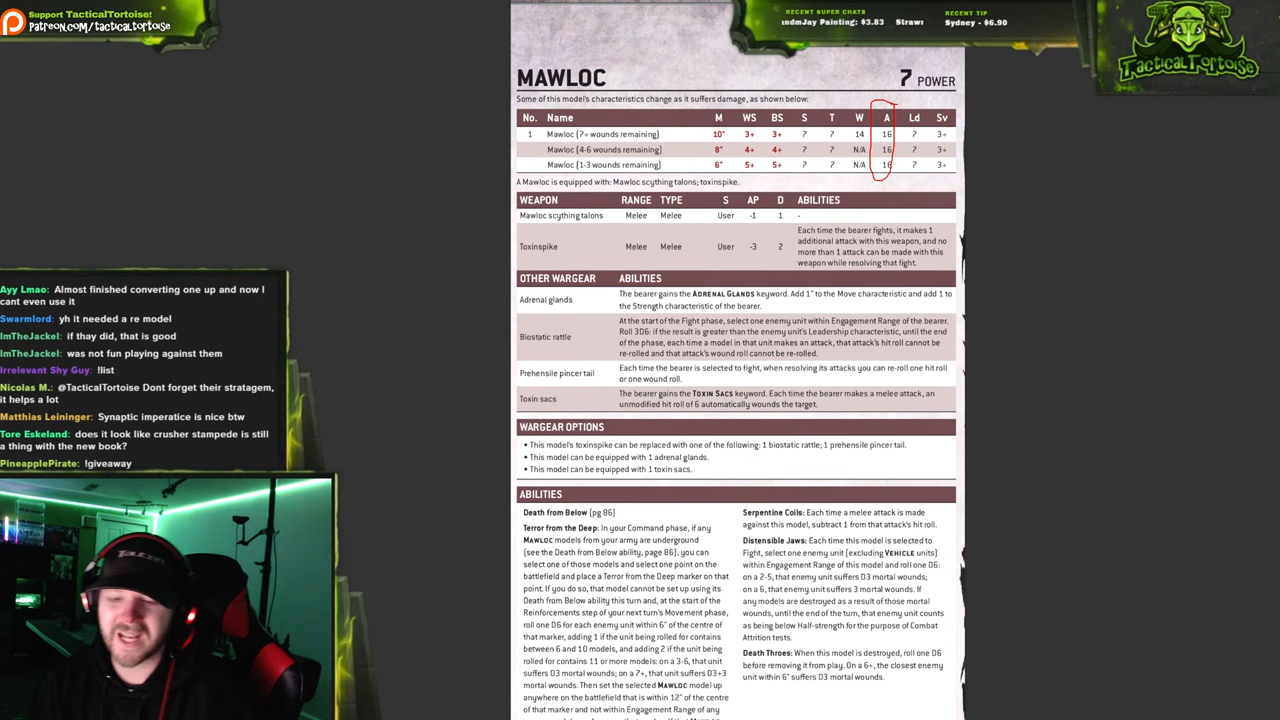 Support TacticalTortoise!
Patreon.com/tacticaltortoise
RECENT SUPER CHATS
andmJay Painting: $3.83 Straw
RECENT TIP
Sydney - $6.90
TACTICALTORTOISE
MAWLOC
7 POWER
Some of this model's characteristics change as it suffers damage, as shown below:
No. Name M WS BS S T W A Ld Sv
1 Mawloc (7+ wounds remaining) 10" 3+ 3+ 7 7 14 16 7 3+
Mawloc (4-6 wounds remaining) 8" 4+ 4+ 7 7 N/A 16 7 3+
Mawloc (1-3 wounds remaining) 6" 5+ 5+ 7 7 N/A 16 7 3+
A Mawloc is equipped with: Mawloc scything talons; toxinspike.
WEAPON RANGE TYPE S AP D ABILITIES
Mawloc scything talons Melee Melee User -1 1 -
Toxinspike Melee Melee User -3 2 Each time the bearer fights, it makes 1
additional attack with this weapon, and no
more than 1 attack can be made with this
weapon while resolving that fight.
OTHER WARGEAR ABILITIES
Adrenal glands The bearer gains the ADRENAL GLANDS keyword. Add 1" to the Move characteristic and add 1 to
the Strength characteristic of the bearer.
Biostatic rattle At the start of the Fight phase, select one enemy unit within Engagement Range of the bearer.
Roll 3D6: if the result is greater than the enemy unit's Leadership characteristic, until the end
of the phase, each time a model in that unit makes an attack, that attack's hit roll cannot be
re-rolled and that attack's wound roll cannot be re-rolled.
Prehensile pincer tail Each time the bearer is selected to fight, when resolving its attacks you can re-roll one hit roll
or one wound roll.
Toxin sacs The bearer gains the TOXIN SACS keyword. Each time the bearer makes a melee attack, an
unmodified hit roll of 6 automatically wounds the target.
WARGEAR OPTIONS
• This model's toxinspike can be replaced with one of the following: 1 biostatic rattle; 1 prehensile pincer tail.
• This model can be equipped with 1 adrenal glands.
• This model can be equipped with 1 toxin sacs.
ABILITIES
Death from Below (pg 86)
Terror from the Deep: In your Command phase, if any
MAWLOC models from your army are underground
(see the Death from Below ability, page 86), you can
select one of those models and select one point on the
battlefield and place a Terror from the Deep marker on that
point. If you do so, that model cannot be set up using its
Death from Below ability this turn and, at the start of the
Reinforcements step of your next turn's Movement phase,
roll one D6 for each enemy unit within 6" of the centre of
that marker, adding 1 if the unit being rolled for contains
between 6 and 10 models, and adding 2 if the unit being
rolled for contains 11 or more models: on a 3-6, that unit
suffers D3 mortal wounds; on a 7+, that unit suffers D3+3
mortal wounds. Then set the selected MAWLOC model up
anywhere on the battlefield that is within 12" of the centre
of that marker and not within Engagement Range of any
Serpentine Coils: Each time a melee attack is made
against this model, subtract 1 from that attack's hit roll.
Distensible Jaws: Each time this model is selected to
Fight, select one enemy unit (excluding VEHICLE units)
within Engagement Range of this model and roll one D6:
on a 2-5, that enemy unit suffers D3 mortal wounds;
on a 6, that enemy unit suffers 3 mortal wounds. If
any models are destroyed as a result of those mortal
wounds, until the end of the turn, that enemy unit counts
as being below Half-strength for the purpose of Combat
Attrition tests.
Death Throes: When this model is destroyed, roll one D6
before removing it from play. On a 6+, the closest enemy
unit within 6" suffers D3 mortal wounds.
Ayy Lmao: Almost finished converting one up and now I
cant even use it
Swarmlord: yh it needed a re model
ImTheJackel: if thay did, that is good
ImTheJackel: was not fun playing against them
Irrelevant Shy Guy: !list
Nicolas M.: @TacticalTortoise Dont forget their stratagem,
it helps a lot
Matthias Leininger: Synaptic imperatice is nice btw
Tore Eskeland: does it look like crusher stampede is still
a thing with the new book?
PineapplePirate: !giveaway